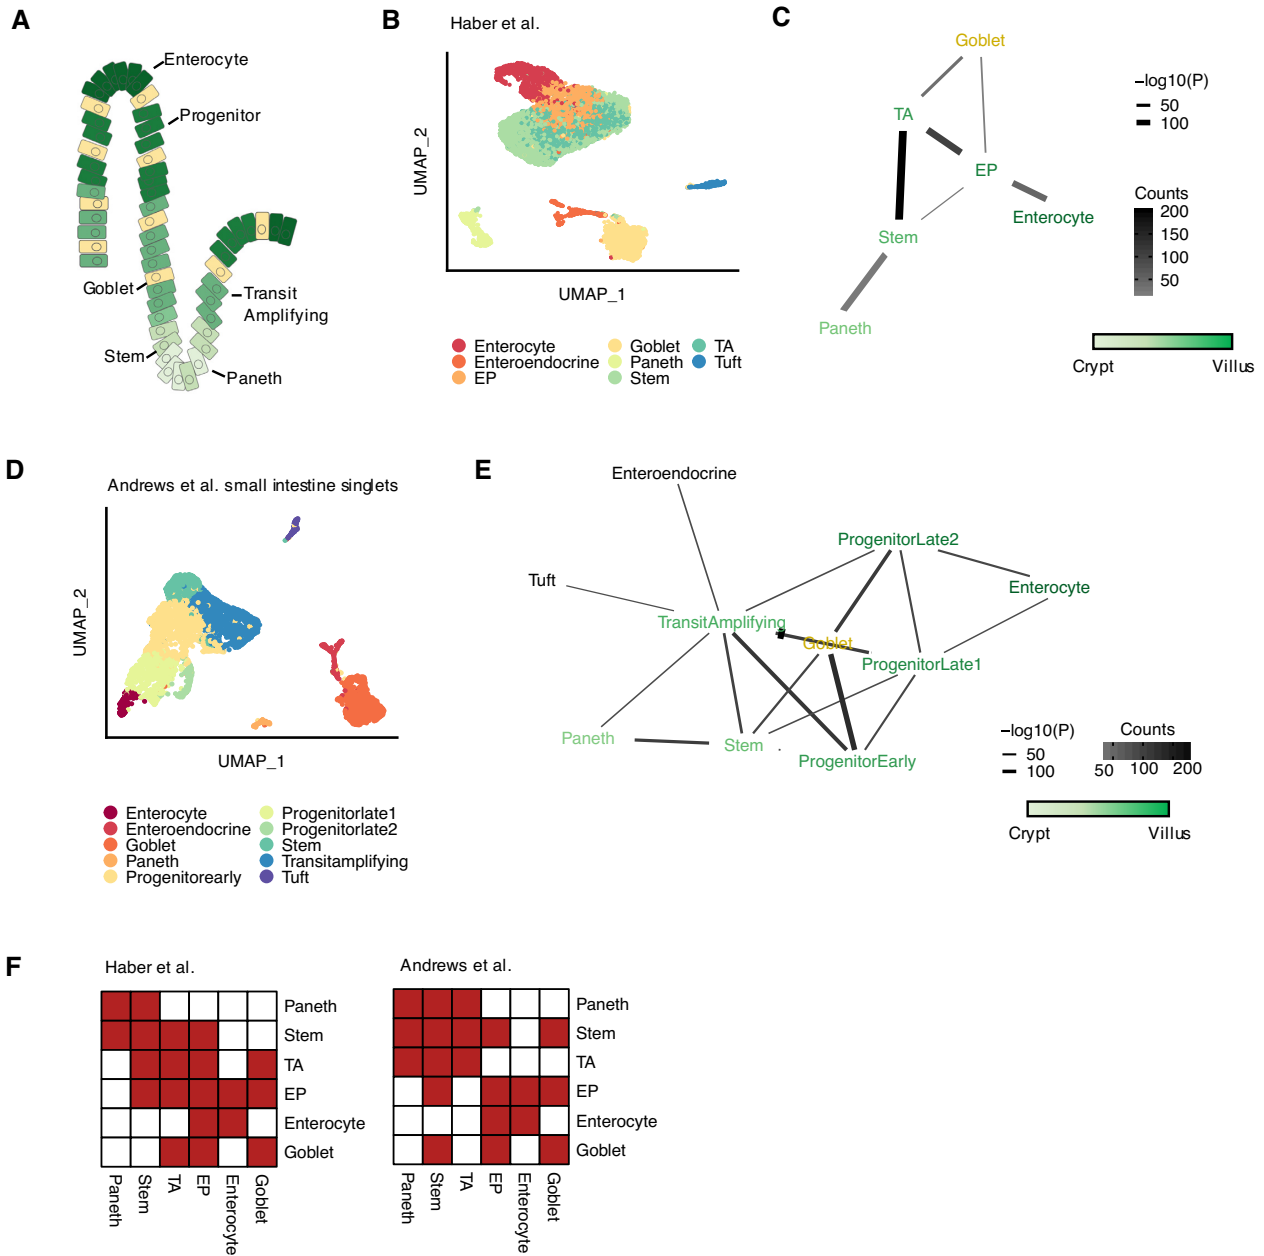 A
Enterocyte
Progenitor
Goblet
Transit
Amplifying
Stem
Paneth
B
Haber et al.
UMAP_2
UMAP_1
Enterocyte
Enteroendocrine
EP
Goblet
Paneth
Stem
TA
Tuft
C
Goblet
TA
EP
Enterocyte
Stem
Paneth
−log10(P)
50
100
Counts
200
150
100
50
Crypt
Villus
D
Andrews et al. small intestine singlets
UMAP_2
UMAP_1
Enterocyte
Enteroendocrine
Goblet
Paneth
Progenitorearly
Progenitorlate1
Progenitorlate2
Stem
Transitamplifying
Tuft
E
Enteroendocrine
ProgenitorLate2
Tuft
Enterocyte
TransitAmplifying
Goblet
ProgenitorLate1
Paneth
Stem
ProgenitorEarly
−log10(P)
50
100
Counts
50 100 200
Crypt
Villus
F
Haber et al.
Paneth
Stem
TA
EP
Enterocyte
Goblet
Paneth
Stem
TA
EP
Enterocyte
Goblet
Andrews et al.
Paneth
Stem
TA
EP
Enterocyte
Goblet
Paneth
Stem
TA
EP
Enterocyte
Goblet